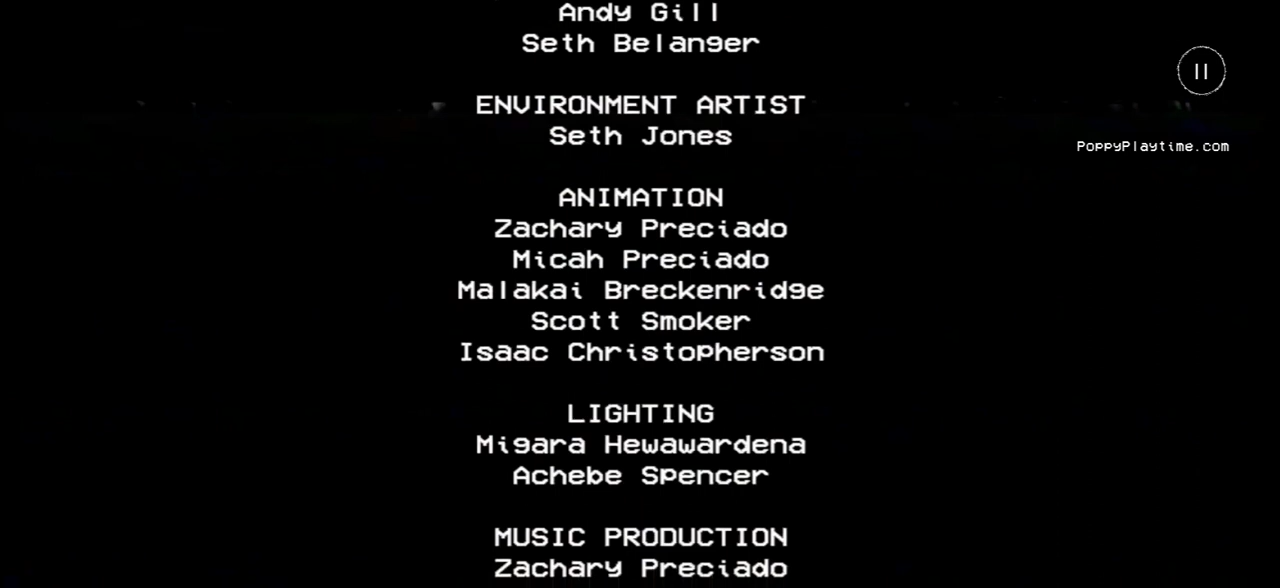 Andy Gill
Seth Belanger
ENVIRONMENT ARTIST
Seth Jones
PoppyPlaytime.com
ANIMATION
Zachary Preciado
Micah Preciado
Malakai Breckenridge
Scott Smoker
Isaac Christopherson
LIGHTING
Migara Hewawardena
Achebe Spencer
MUSIC PRODUCTION
Zachary Preciado